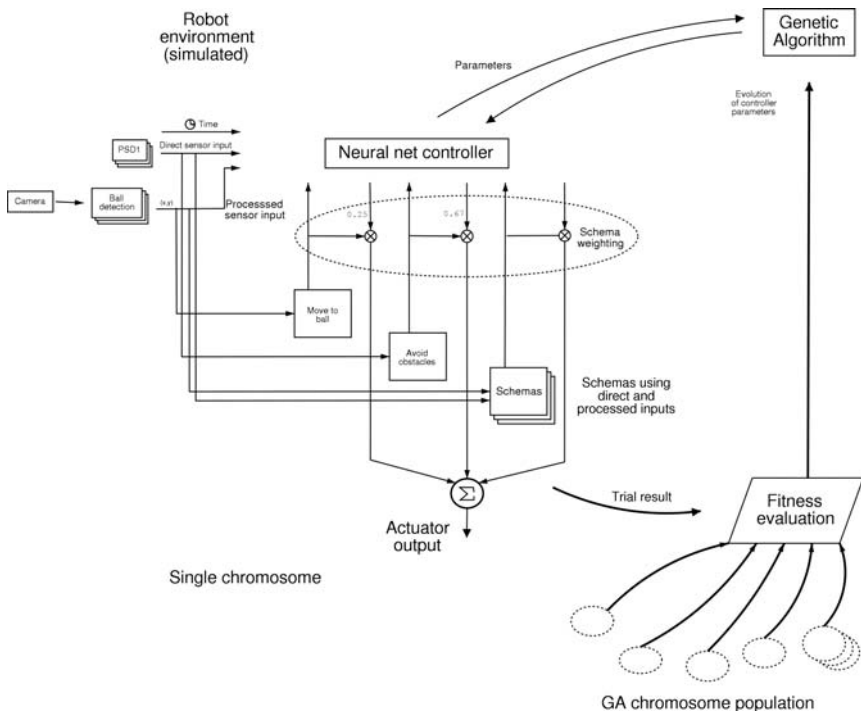 Robot
environment
(simulated)
Genetic
Algorithm
Parameters
Evolution
of controller
parameters
Time
PSD1
Direct sensor input
Neural net controller
Camera
Ball
detection
(x,y)
Processsed
sensor input
0.25
0.67
Schema
weighting
Move to
ball
Avoid
obstacles
Schemas
Schemas using
direct and
processed inputs
Σ
Trial result
Fitness
evaluation
Actuator
output
Single chromosome
GA chromosome population